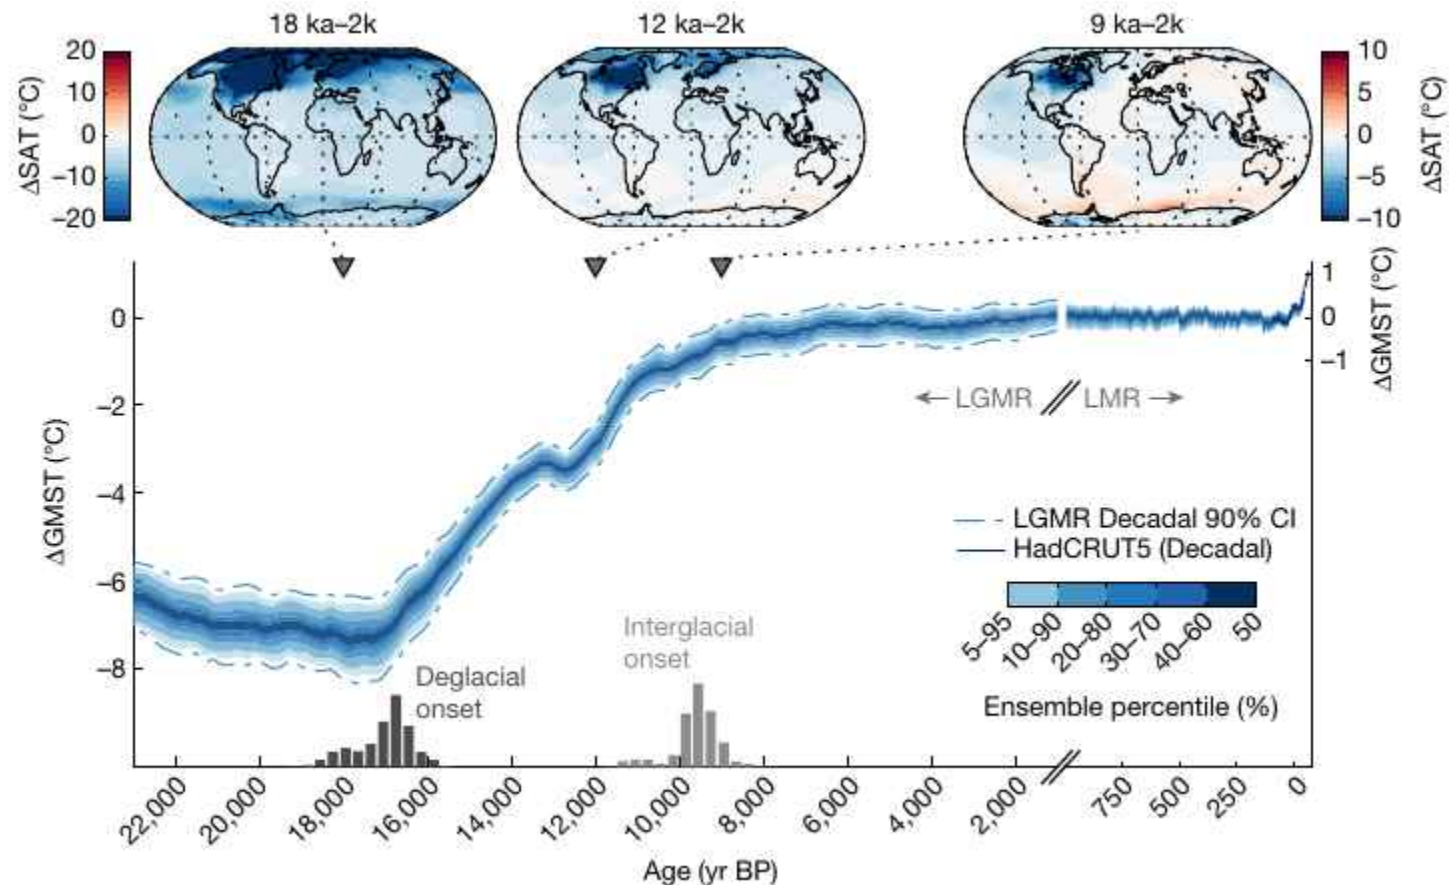 18 ka–2k
12 ka–2k
9 ka–2k
ΔSAT (°C)
20
10
0
–10
–20
10
5
0
–5
–10
ΔSAT (°C)
ΔGMST (°C)
0
–2
–4
–6
–8
1
0
–1
ΔGMST (°C)
LGMR
LMR
LGMR Decadal 90% CI
HadCRUT5 (Decadal)
5–95
10–90
20–80
30–70
40–60
50
Ensemble percentile (%)
Interglacial
onset
Deglacial
onset
22,000
20,000
18,000
16,000
14,000
12,000
10,000
8,000
6,000
4,000
2,000
750
500
250
0
Age (yr BP)